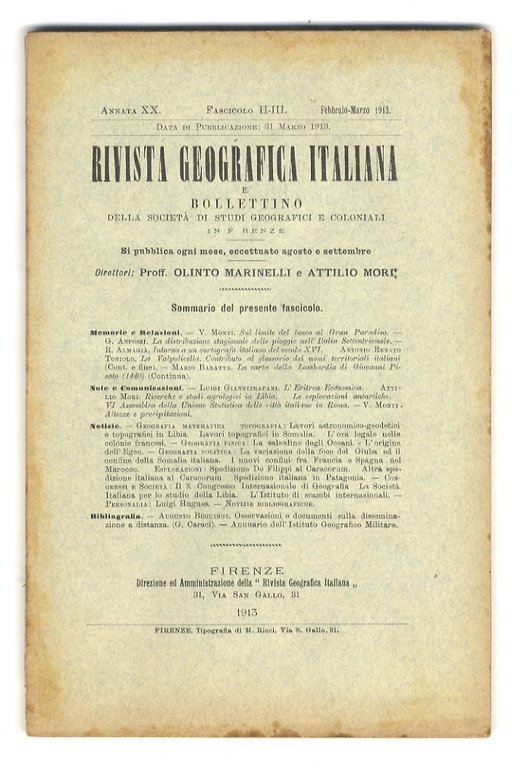 ANNATA XX. FASCICOLO II-III. Febbraio-Marzo 1913.
DATA DI PUBBLICAZIONE: 31 MARZO 1913.
RIVISTA GEOGRAFICA ITALIANA
E
BOLLETTINO
DELLA SOCIETÀ DI STUDI GEOGRAFICI E COLONIALI
IN F RENZE
Si pubblica ogni mese, eccettuato agosto e settembre
Direttori: Proff. OLINTO MARINELLI e ATTILIO MORI
Sommario del presente fascicolo.
Memorie e Relazioni. — V. MONTI. Sul limite del bosco al Gran Paradiso. —
G. ANFOSSI. La distribuzione stagionale delle pioggie nell'Italia Settentrionale. —
R. ALMAGIÀ. Intorno a un cartografo italiano del secolo XVI. ANTONIO RENATO
TONIOLO. La Valpolicella. Contributo al glossario dei nomi territoriali italiani
(Cont. e fine). — MARIO BARATTA. La carta della Lombardia di Giovanni Pi-
sato (1440) (Continua).
Note e Comunicazioni. — LUIGI GIANNITRAPANI. L'Eritrea Economica. ATTI-
LIO MORI. Ricerche e studi agrologici in Libia. Le esplorazioni antartiche.
VI Assemblea della Unione Statistica delle città italiane in Roma. — V. MONTI.
Altezze e precipitazioni.
Notizie. — GEOGRAFIA MATEMATICA TOPOGRAFIA: Lavori astronomico-geodetici
e topografici in Libia. Lavori topografici in Somalia. L'ora legale nelle
colonie francesi. — GEOGRAFIA FISICA: La salsedine degli Oceani. - L'origine
dell'Egeo. — GEOGRAFIA POLITICA: La variazione della foce del Giuba ed il
confine della Somalia italiana. I nuovi confini fra Francia e Spagna nel
Marocco. ESPLORAZIONI: Spedizione De Filippi al Caracorum. Altra spe-
dizione italiana al Caracorum Spedizione italiana in Patagonia. — CON-
GRESSI E SOCIETÀ: Il X Congresso Internazionale di Geografia La Società
Italiana per lo studio della Libia. L'Istituto di scambi internazionali. —
PERSONALIA: Luigi Hugues. — NOTIZIE BIBLIOGRAFICHE.
Bibliografia. — AUGUSTO BÉGUINOT. Osservazioni e documenti sulla dissemina-
zione a distanza. (G. Caraci). — Annuario dell'Istituto Geografico Militare.
FIRENZE
Direzione ed Amministrazione della " Rivista Geografica Italiana „
31, VIA SAN GALLO, 31
1913
FIRENZE, Tipografia di M. Ricci, Via S. Gallo, 31.